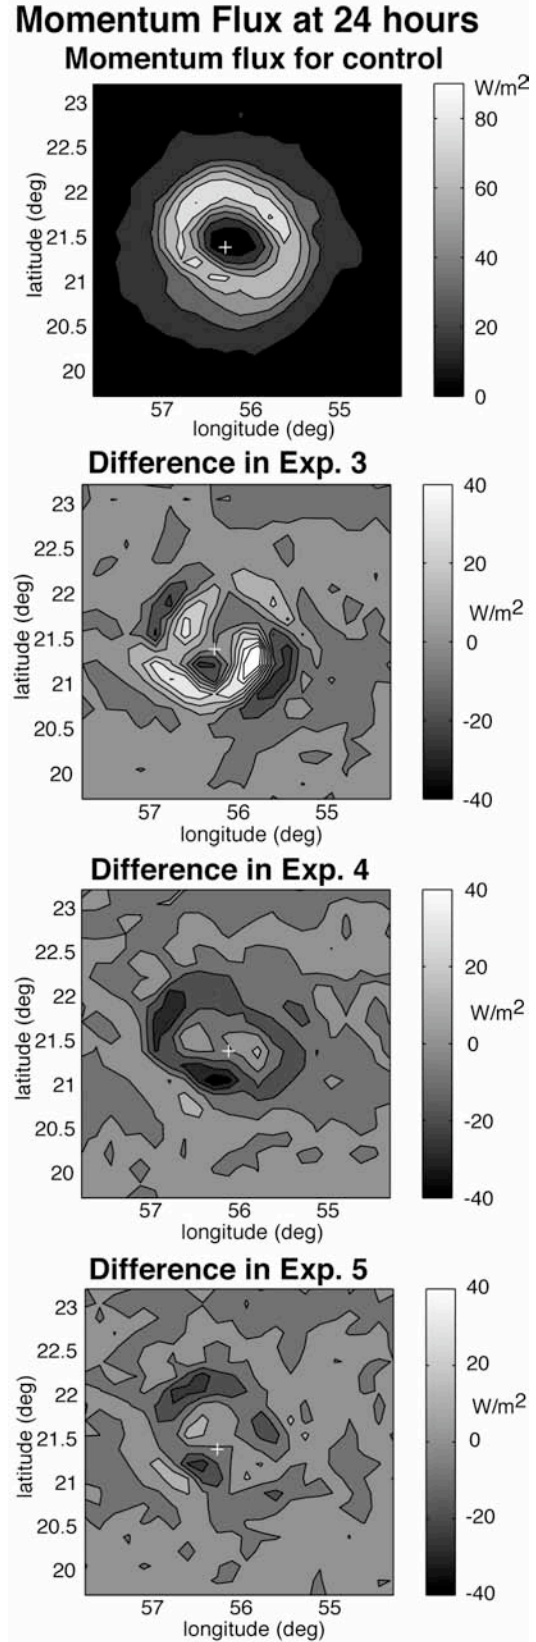 Momentum Flux at 24 hours
Momentum flux for control
W/m2
23
22.5
22
21.5
21
20.5
20
latitude (deg)
57 56 55
longitude (deg)
80
60
40
20
0
Difference in Exp. 3
23
22.5
22
21.5
21
20.5
20
latitude (deg)
57 56 55
longitude (deg)
40
20
W/m2
0
-20
-40
Difference in Exp. 4
23
22.5
22
21.5
21
20.5
20
latitude (deg)
57 56 55
longitude (deg)
40
20
W/m2
0
-20
-40
Difference in Exp. 5
23
22.5
22
21.5
21
20.5
20
latitude (deg)
57 56 55
longitude (deg)
40
20
W/m2
0
-20
-40